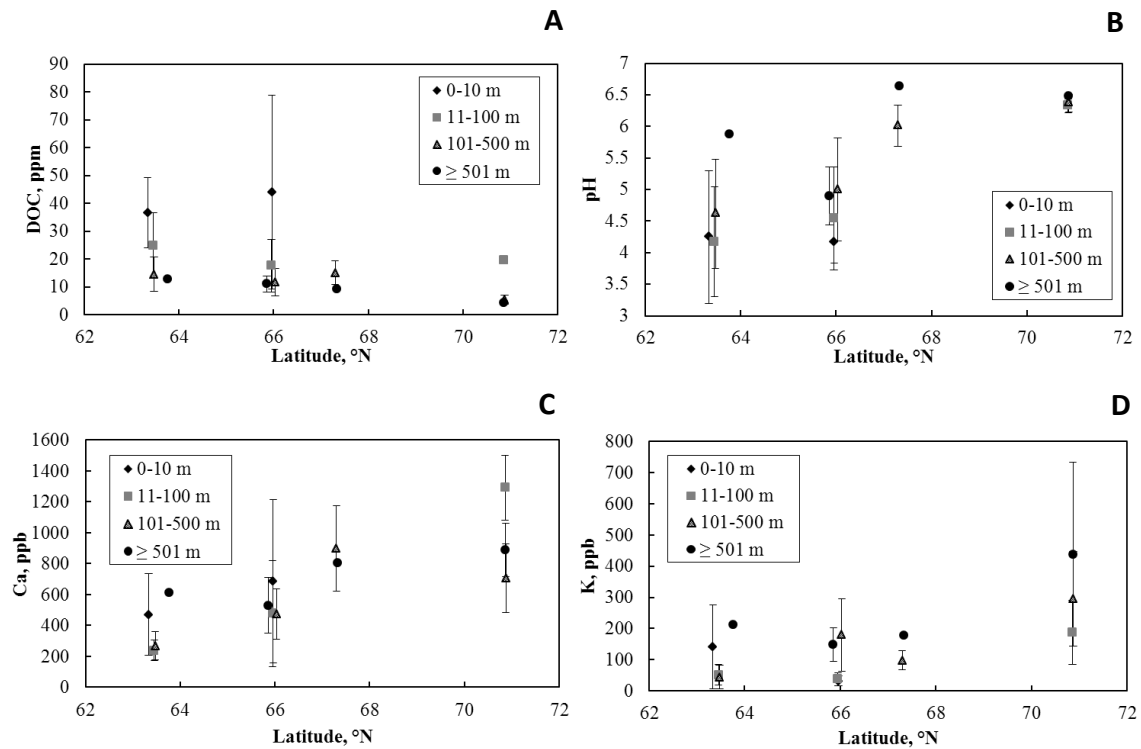 A
DOC, ppm
90
80
70
60
50
40
30
20
10
0
0-10 m
11-100 m
101-500 m
≥ 501 m
62 64 66 68 70 72
Latitude, °N
B
pH
7
6.5
6
5.5
5
4.5
4
3.5
3
0-10 m
11-100 m
101-500 m
≥ 501 m
62 64 66 68 70 72
Latitude, °N
C
Ca, ppb
1600
1400
1200
1000
800
600
400
200
0
0-10 m
11-100 m
101-500 m
≥ 501 m
62 64 66 68 70 72
Latitude, °N
D
K, ppb
800
700
600
500
400
300
200
100
0
0-10 m
11-100 m
101-500 m
≥ 501 m
62 64 66 68 70 72
Latitude, °N